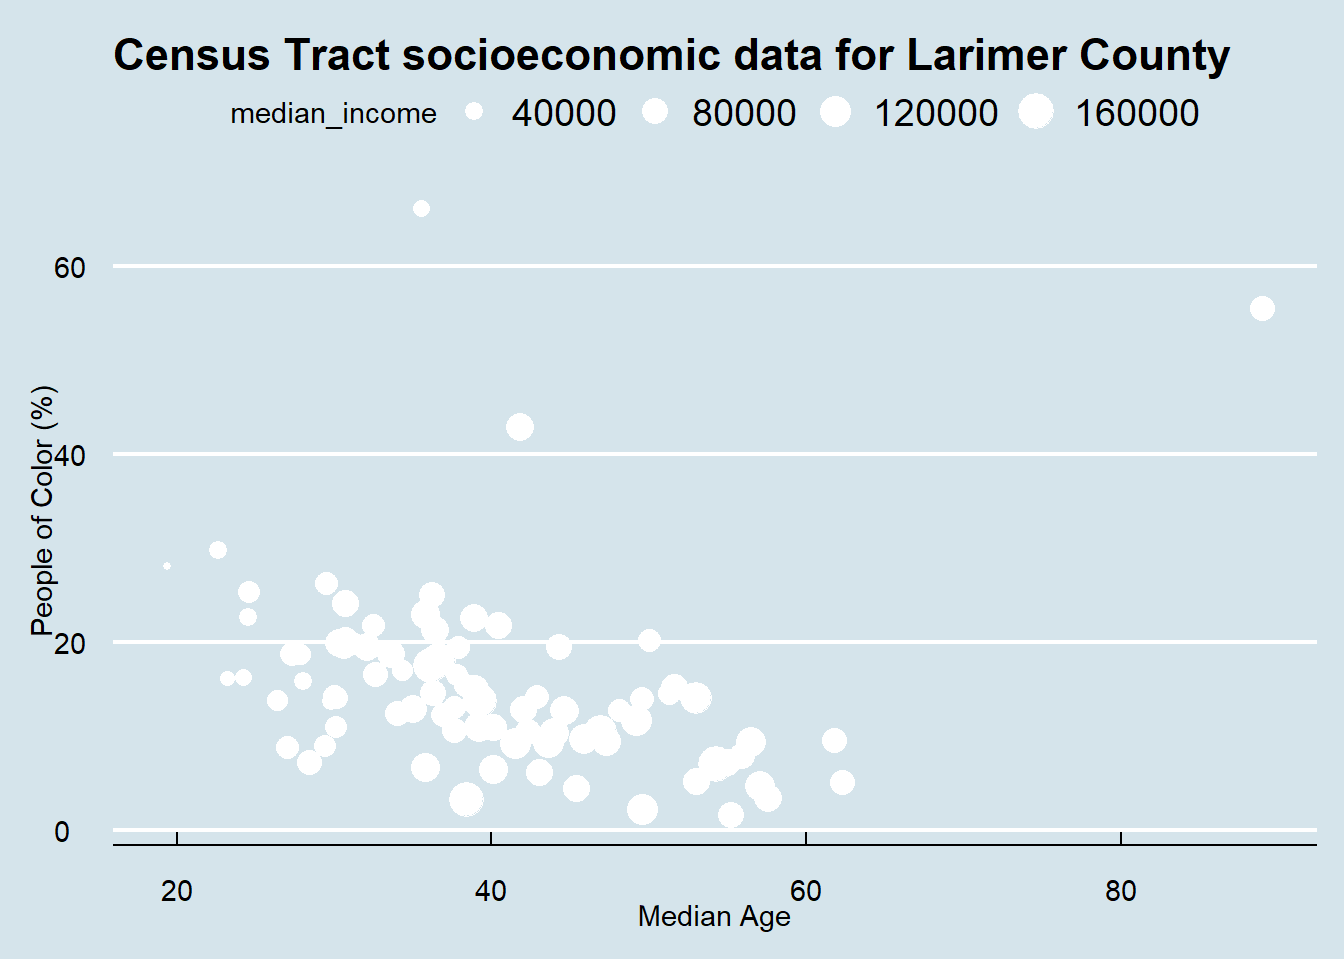 Census Tract socioeconomic data for Larimer County
median_income 40000 80000 120000 160000
People of Color (%)
60
40
20
0
20 40 60 80
Median Age